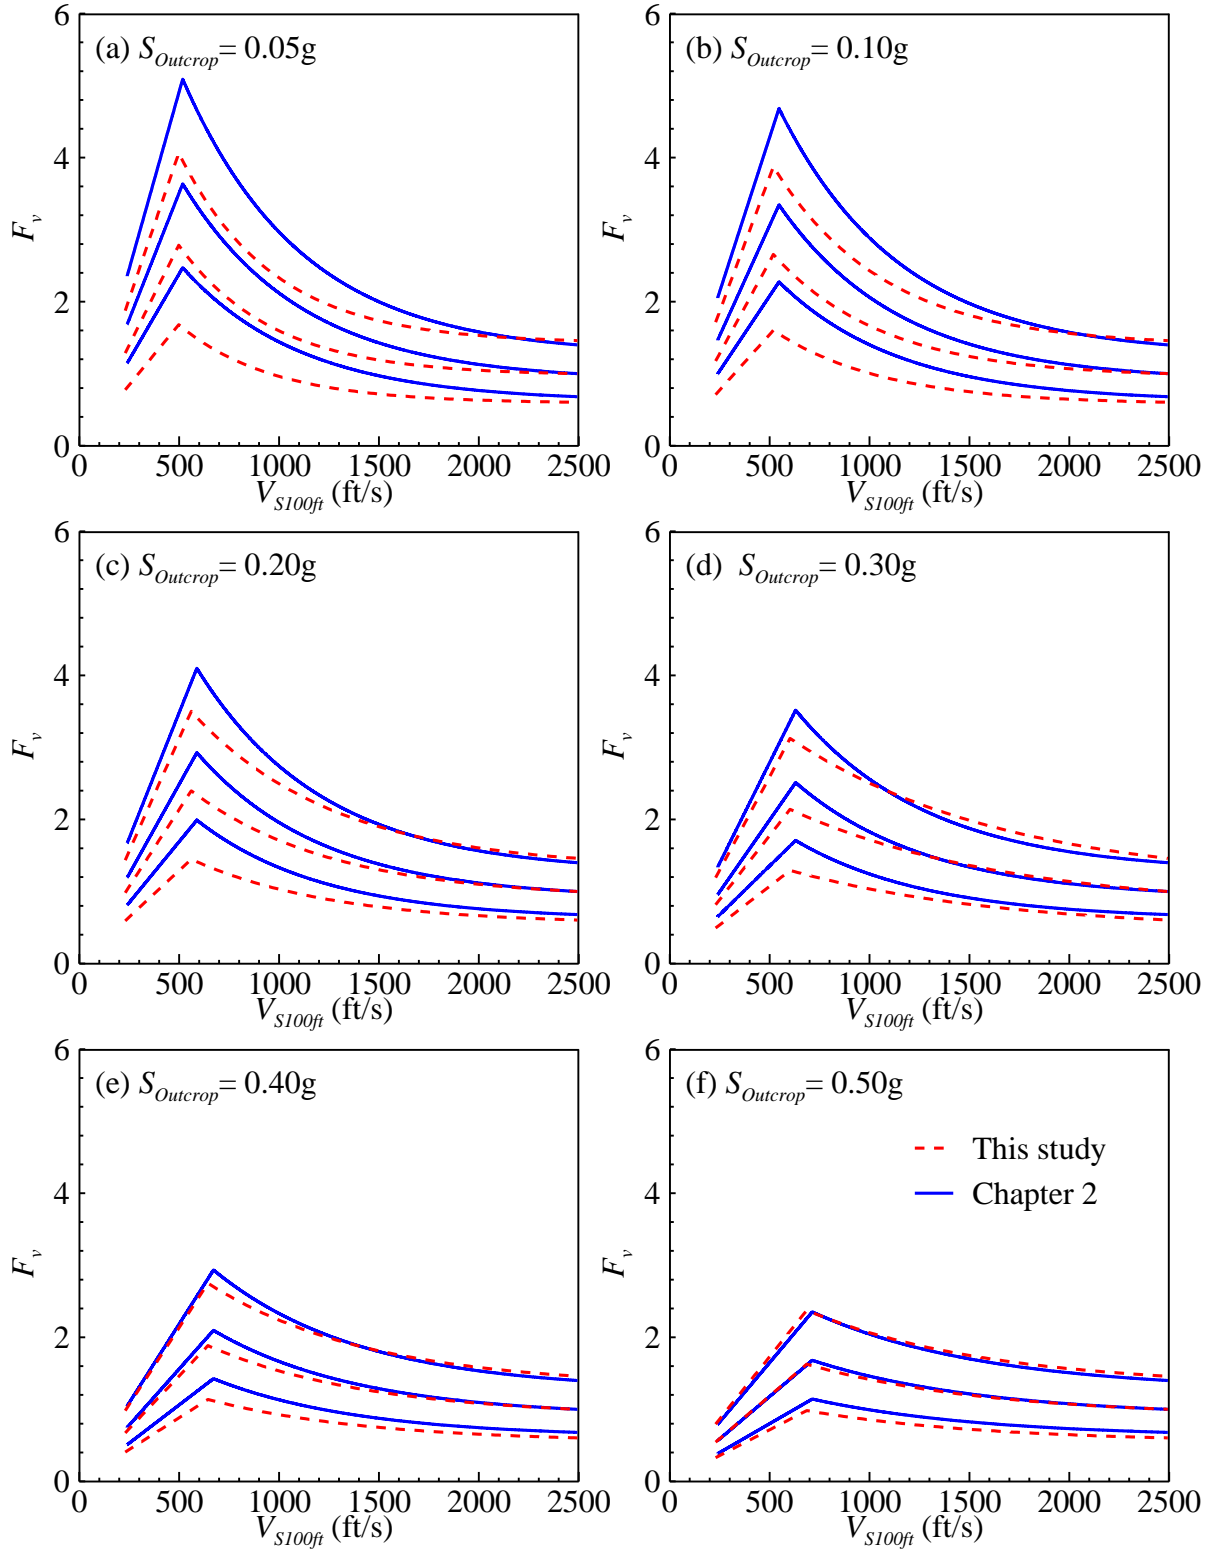 (a) S_Outcrop = 0.05g
6
4
2
0
F_v
0 500 1000 1500 2000 2500
V_S100ft (ft/s)
(b) S_Outcrop = 0.10g
6
4
2
0
F_v
0 500 1000 1500 2000 2500
V_S100ft (ft/s)
(c) S_Outcrop = 0.20g
6
4
2
0
F_v
0 500 1000 1500 2000 2500
V_S100ft (ft/s)
(d) S_Outcrop = 0.30g
6
4
2
0
F_v
0 500 1000 1500 2000 2500
V_S100ft (ft/s)
(e) S_Outcrop = 0.40g
6
4
2
0
F_v
0 500 1000 1500 2000 2500
V_S100ft (ft/s)
(f) S_Outcrop = 0.50g
This study
Chapter 2
6
4
2
0
F_v
0 500 1000 1500 2000 2500
V_S100ft (ft/s)